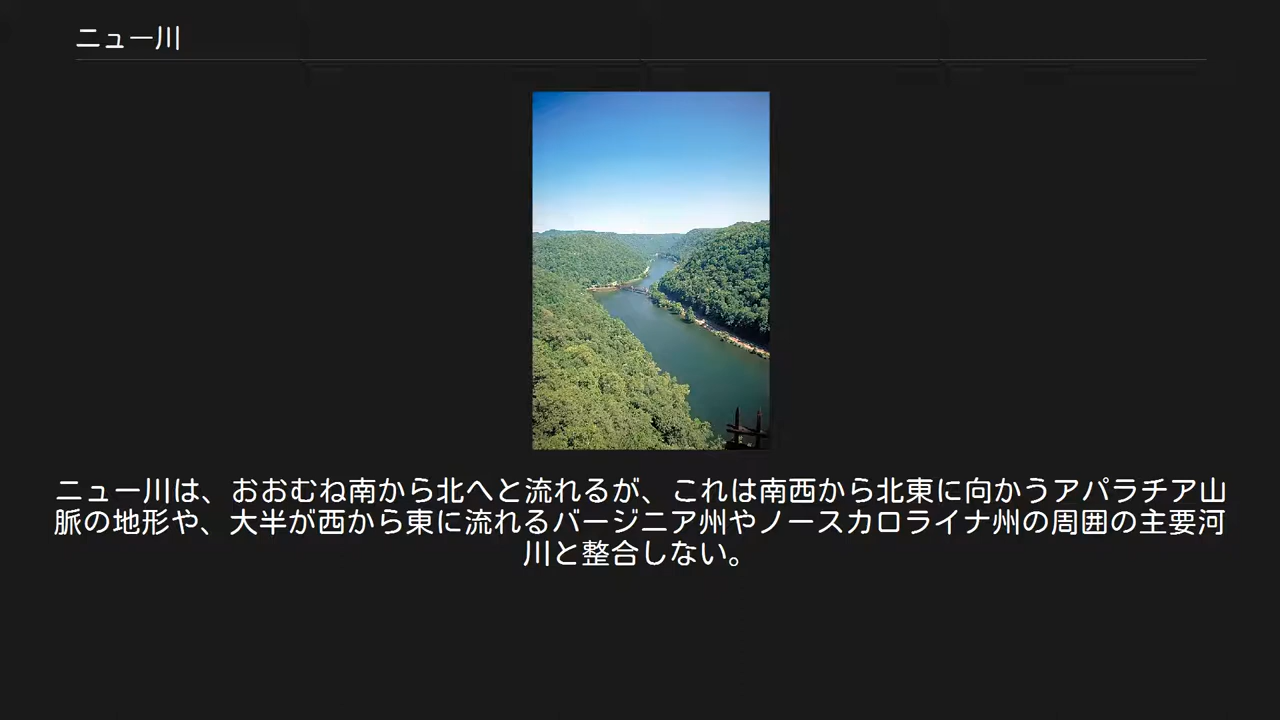 ニュー川
ニュー川は、おおむね南から北へと流れるが、これは南西から北東に向かうアパラチア山
脈の地形や、大半が西から東に流れるバージニア州やノースカロライナ州の周囲の主要河
川と整合しない。